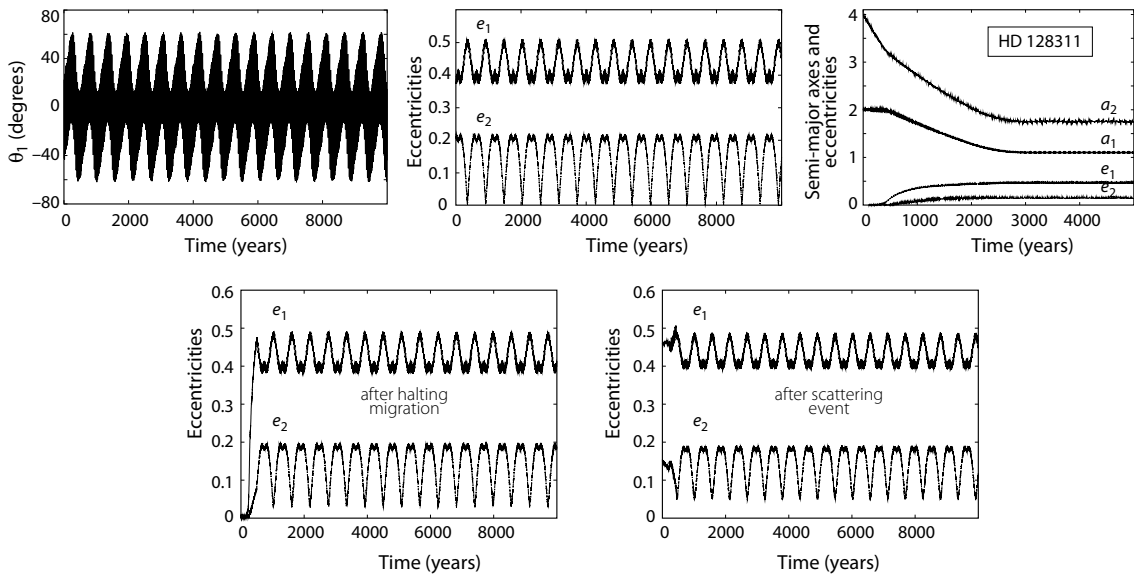 θ1 (degrees)
80
40
0
−40
−80
0 2000 4000 6000 8000
Time (years)
Eccentricities
0.5
0.4
0.3
0.2
0.1
0
e1
e2
0 2000 4000 6000 8000
Time (years)
Semi-major axes and
eccentricities
4
3
2
1
0
HD 128311
a2
a1
e1
e2
0 1000 2000 3000 4000
Time (years)
Eccentricities
0.6
0.5
0.4
0.3
0.2
0.1
0
e1
after halting
migration
e2
0 2000 4000 6000 8000
Time (years)
Eccentricities
0.6
0.5
0.4
0.3
0.2
0.1
0
e1
after scattering
event
e2
0 2000 4000 6000 8000
Time (years)